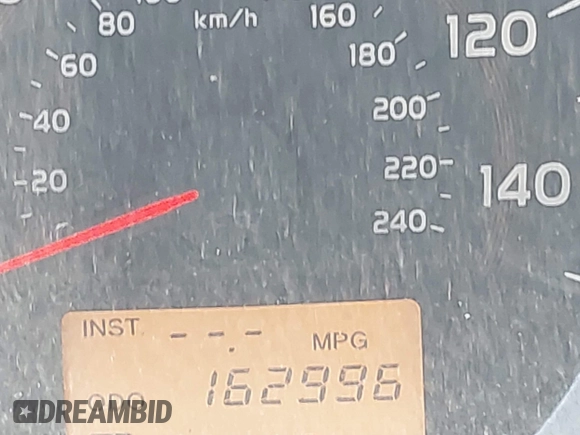 80 km/h 160 120
60 180
40 200
20 220 140
240
INST. --.- MPG
ODO 162996
DREAMBID